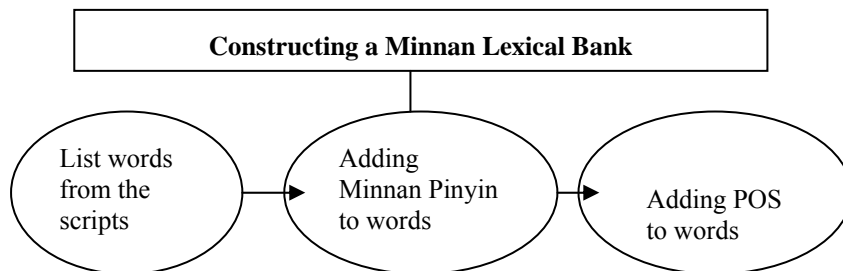 Constructing a Minnan Lexical Bank
List words
from the
scripts
Adding
Minnan Pinyin
to words
Adding POS
to words